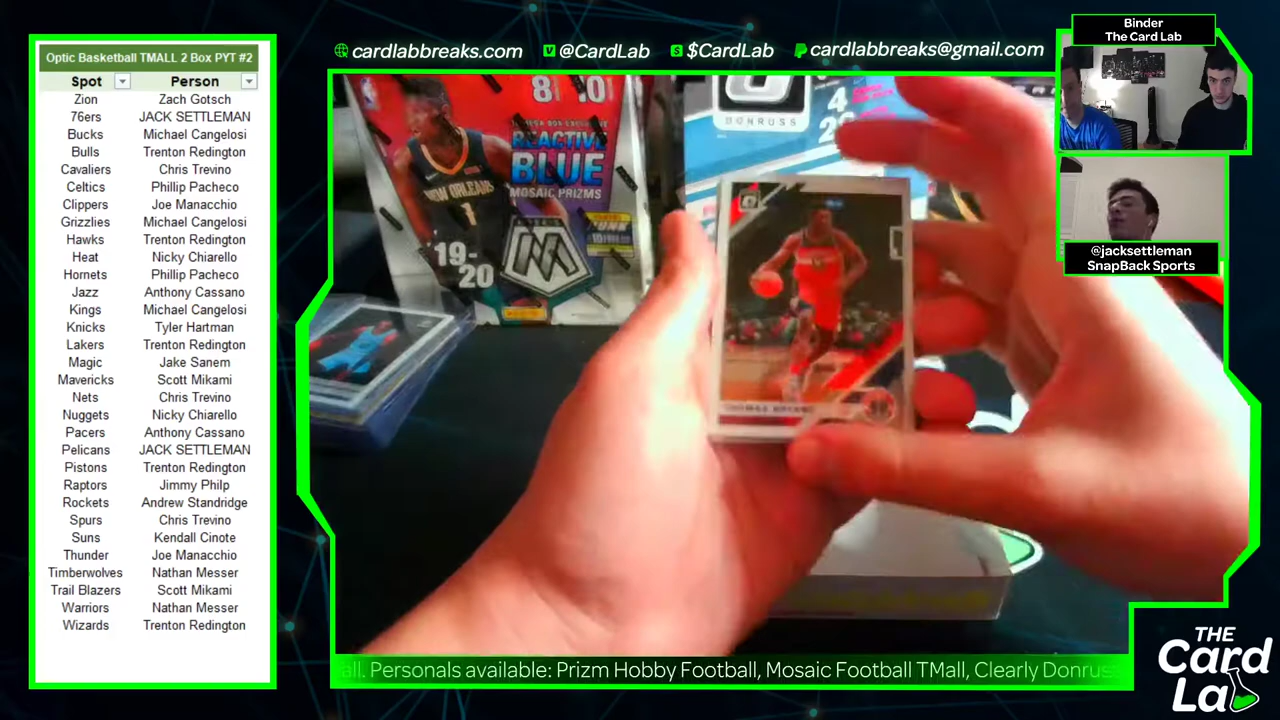 Optic Basketball TMALL 2 Box PYT #2
Spot Person
Zion Zach Gotsch
76ers JACK SETTLEMAN
Bucks Michael Cangelosi
Bulls Trenton Redington
Cavaliers Chris Trevino
Celtics Phillip Pacheco
Clippers Joe Manacchio
Grizzlies Michael Cangelosi
Hawks Trenton Redington
Heat Nicky Chiarello
Hornets Phillip Pacheco
Jazz Anthony Cassano
Kings Michael Cangelosi
Knicks Tyler Hartman
Lakers Trenton Redington
Magic Jake Sanem
Mavericks Scott Mikami
Nets Chris Trevino
Nuggets Nicky Chiarello
Pacers Anthony Cassano
Pelicans JACK SETTLEMAN
Pistons Trenton Redington
Raptors Jimmy Philp
Rockets Andrew Standridge
Spurs Chris Trevino
Suns Kendall Cinote
Thunder Joe Manacchio
Timberwolves Nathan Messer
Trail Blazers Scott Mikami
Warriors Nathan Messer
Wizards Trenton Redington
cardlabbreaks.com @CardLab $CardLab cardlabbreaks@gmail.com
Binder
The Card Lab
@jacksettleman
SnapBack Sports
REACTIVE
BLUE
MOSAIC PRIZMS
NEW ORLEANS
1
19-
20
DONRUSS
THOMAS BRYANT
all. Personals available: Prizm Hobby Football, Mosaic Football TMall, Clearly Donrus
THE
Card
Lab